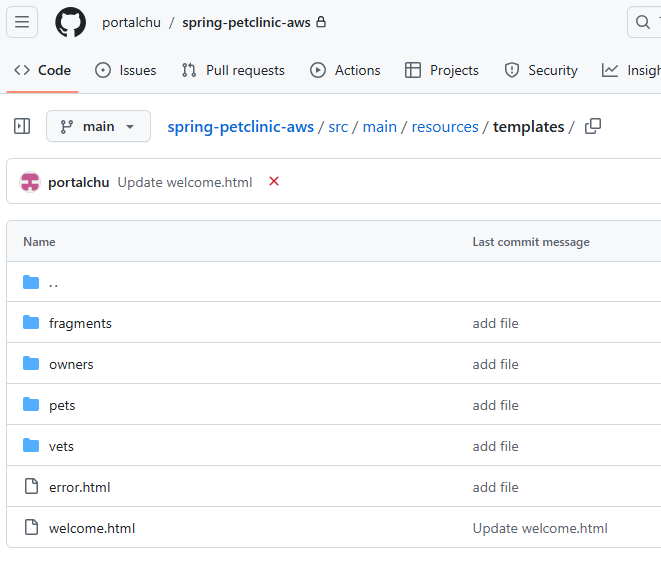 portalchu / spring-petclinic-aws
Code Issues Pull requests Actions Projects Security
main spring-petclinic-aws / src / main / resources / templates /
portalchu Update welcome.html
Name Last commit message
..
fragments add file
owners add file
pets add file
vets add file
error.html add file
welcome.html Update welcome.html